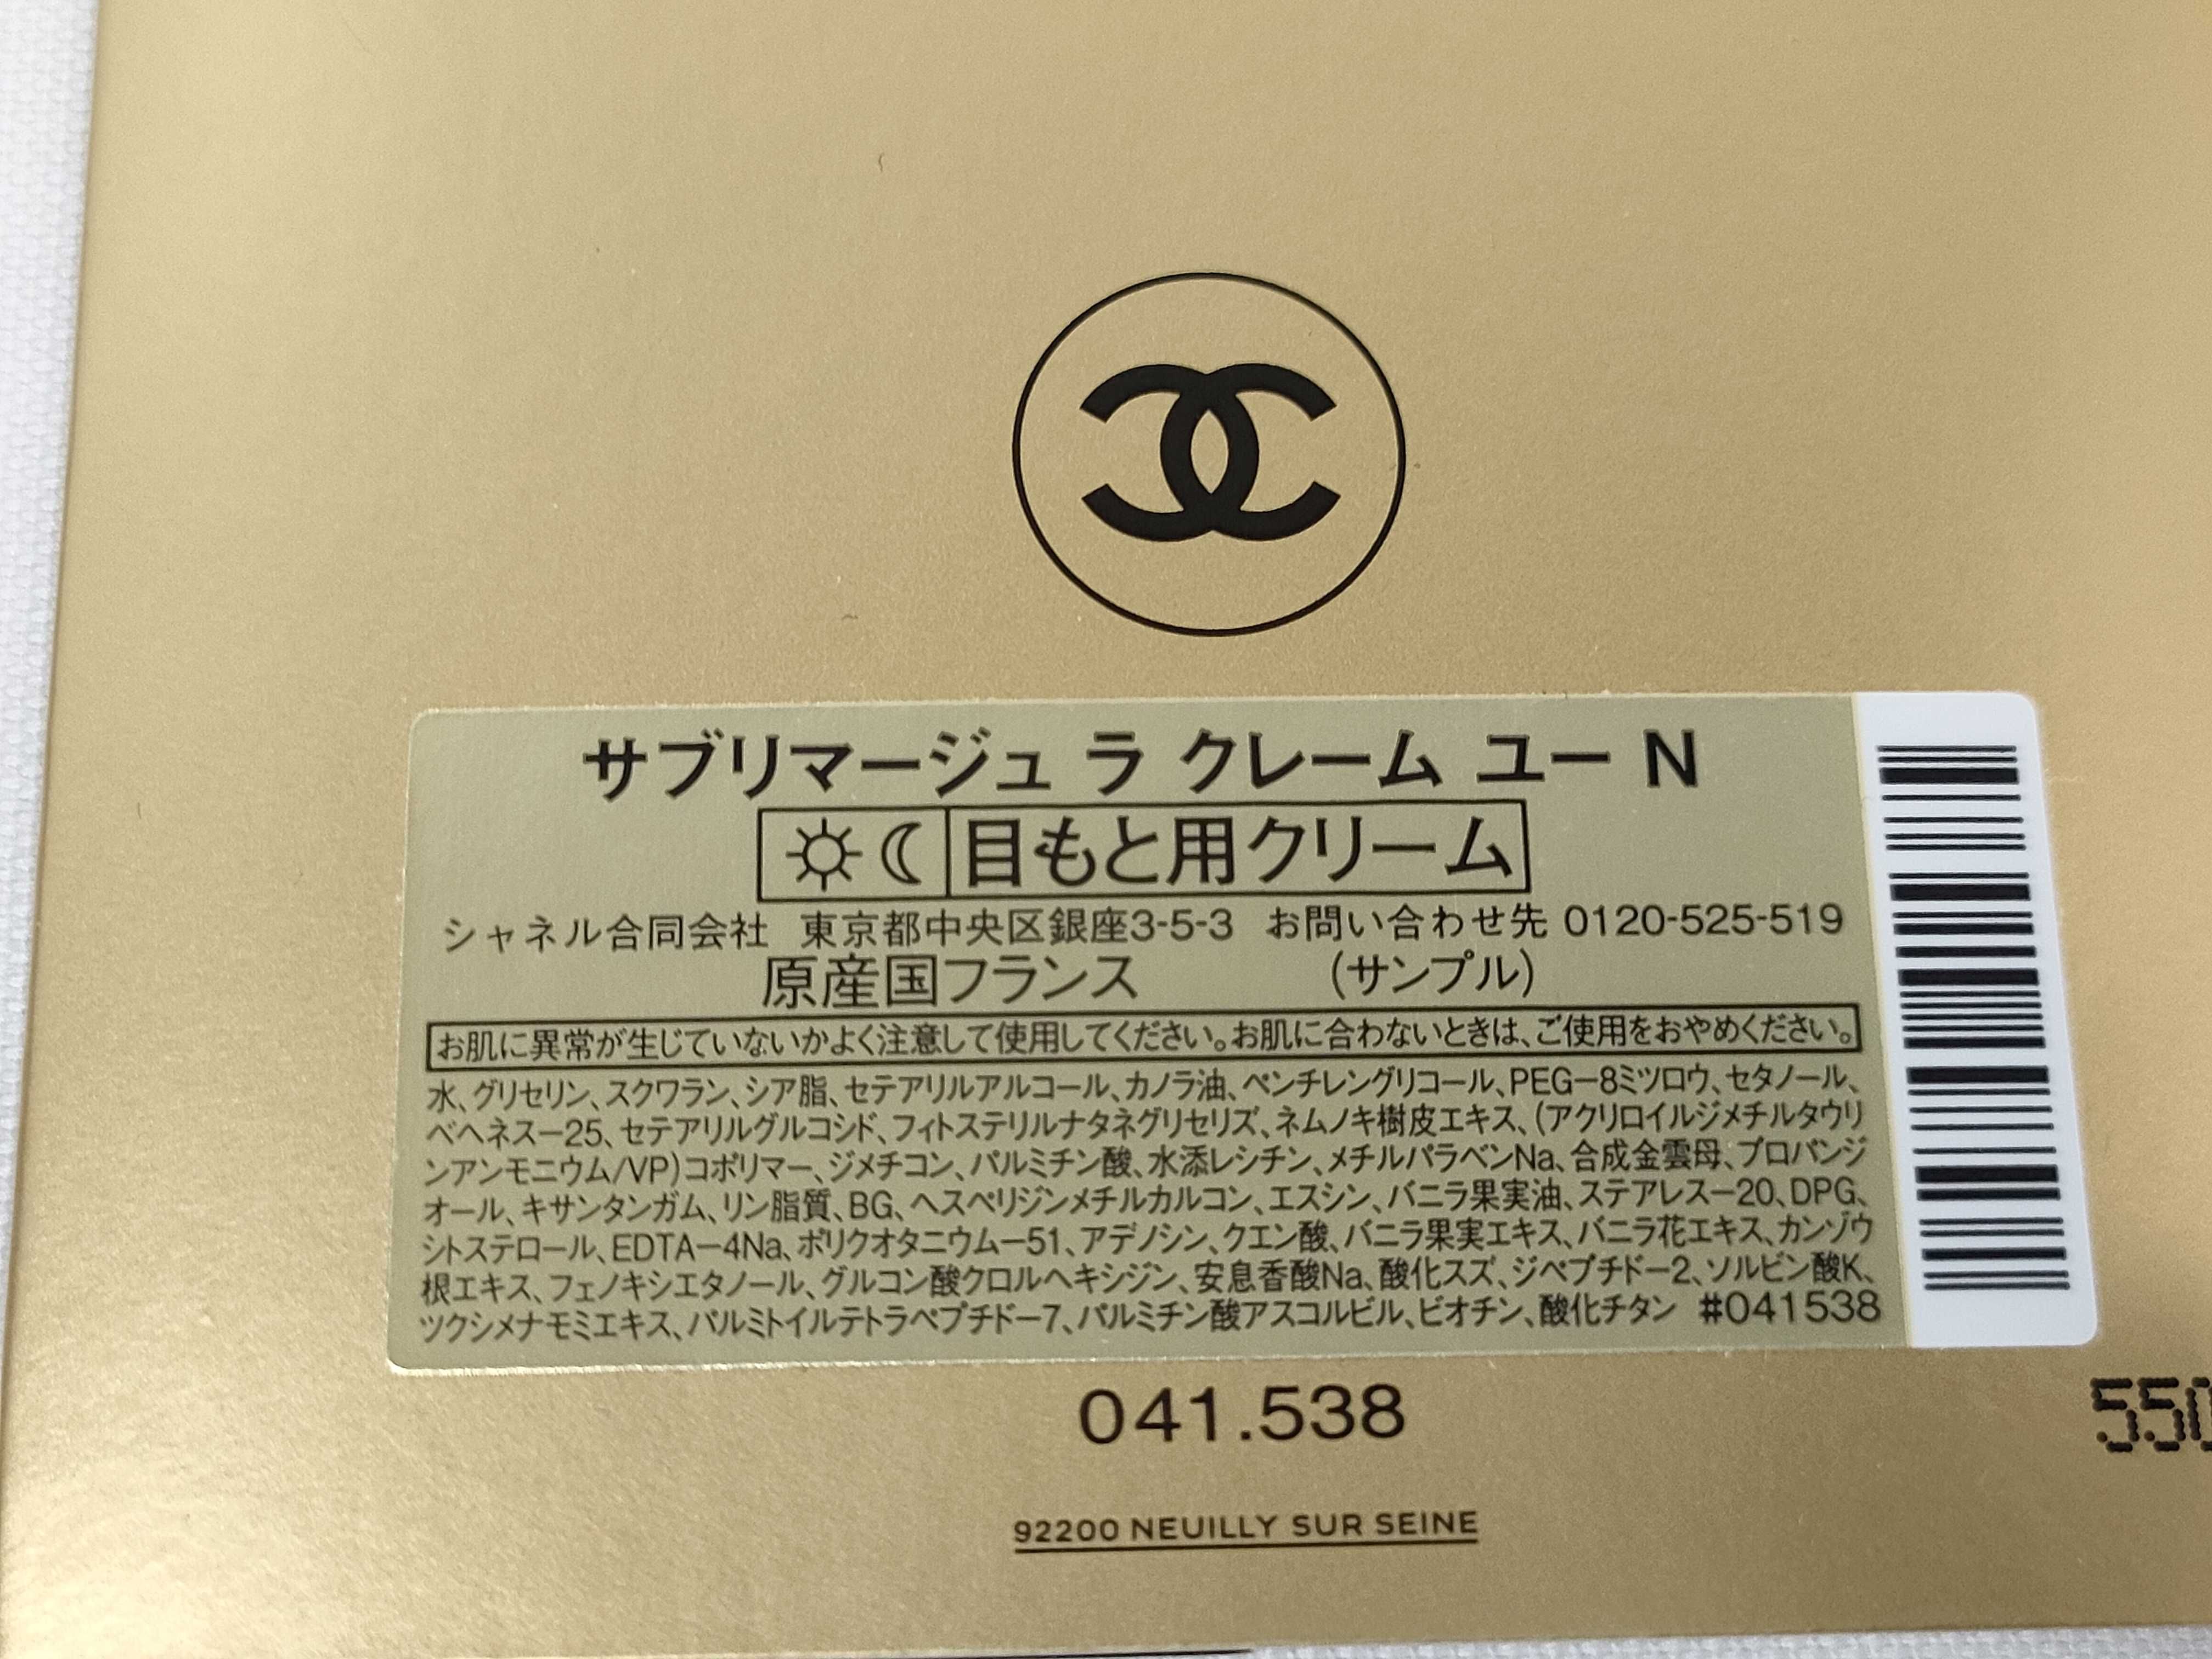 サブリマージュ ラ クレーム ユー N
目もと用クリーム
シャネル合同会社 東京都中央区銀座3-5-3 お問い合わせ先 0120-525-519
原産国フランス (サンプル)
お肌に異常が生じていないかよく注意して使用してください。お肌に合わないときは、ご使用をおやめください。
水、グリセリン、スクワラン、シア脂、セテアリルアルコール、カノラ油、ペンチレングリコール、PEG－8ミツロウ、セタノール、
ベヘネス－25、セテアリルグルコシド、フィトステリルナタネグリセリズ、ネムノキ樹皮エキス、(アクリロイルジメチルタウリ
ンアンモニウム/VP)コポリマー、ジメチコン、パルミチン酸、水添レシチン、メチルパラベンNa、合成金雲母、プロパンジ
オール、キサンタンガム、リン脂質、BG、ヘスペリジンメチルカルコン、エスシン、バニラ果実油、ステアレス－20、DPG、
シトステロール、EDTA－4Na、ポリクオタニウム－51、アデノシン、クエン酸、バニラ果実エキス、バニラ花エキス、カンゾウ
根エキス、フェノキシエタノール、グルコン酸クロルヘキシジン、安息香酸Na、酸化スズ、ジペプチド－2、ソルビン酸K、
ツクシメナモミエキス、パルミトイルテトラペプチド－7、パルミチン酸アスコルビル、ビオチン、酸化チタン #041538
041.538
92200 NEUILLY SUR SEINE